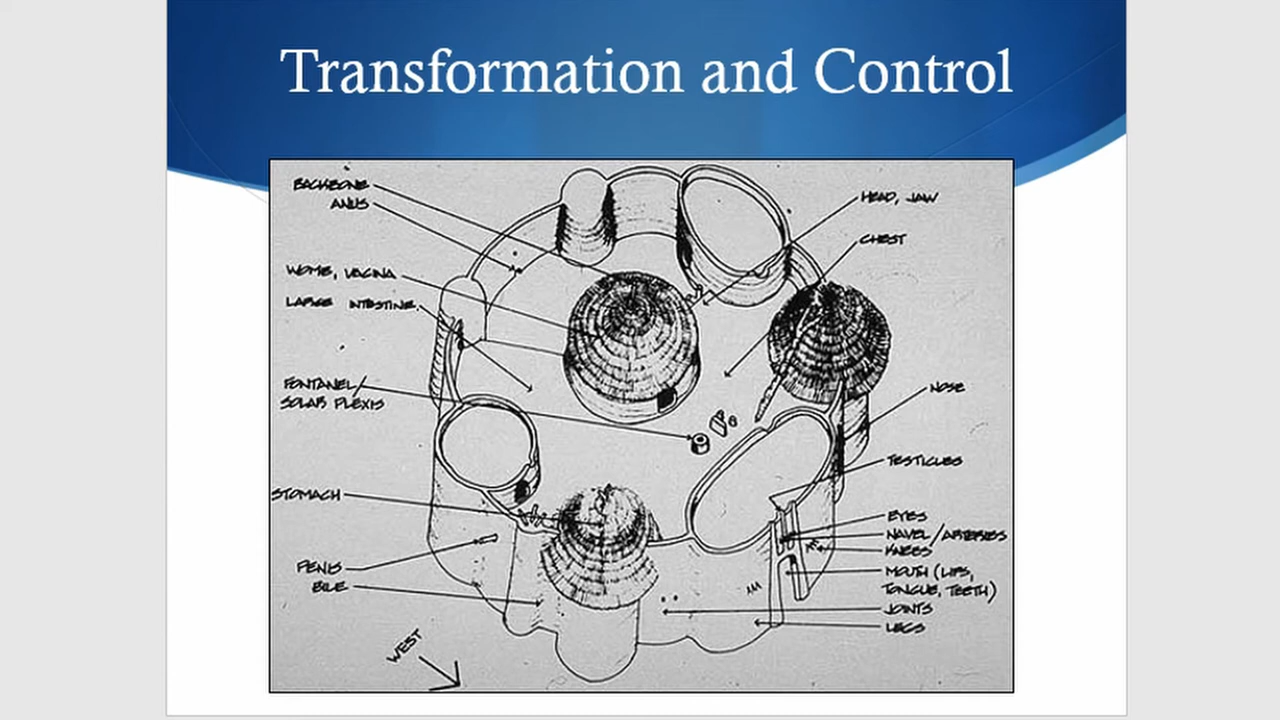 Transformation and Control
BACKBONE
ANUS
WOMB, VAGINA
LARGE INTESTINE
FONTANEL/
SOLAR PLEXIS
STOMACH
PENIS
BILE
WEST
HEAD, JAW
CHEST
NOSE
TESTICLES
EYES
NAVEL/ARTERIES
KNEES
MOUTH (LIPS,
TONGUE, TEETH)
JOINTS
LEGS